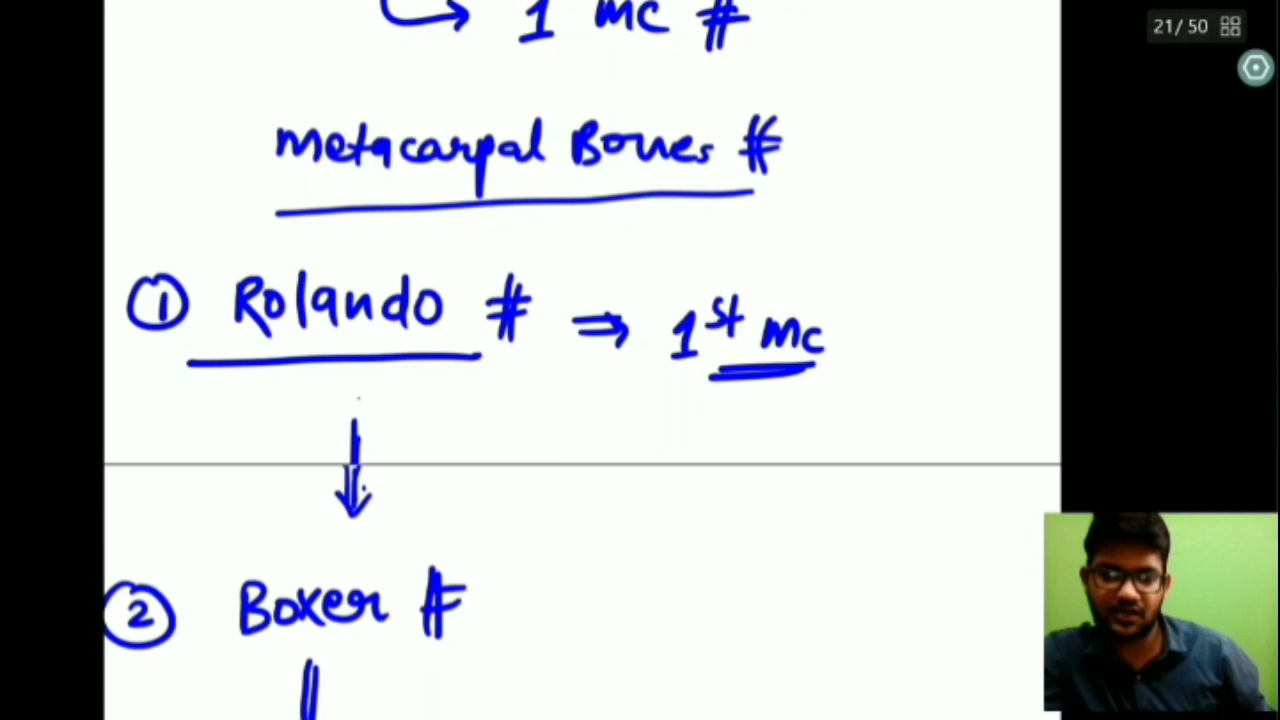 1 mc #
21/50
metacarpal Bones #
① Rolando # ⇒ 1st mc
② Boxer #